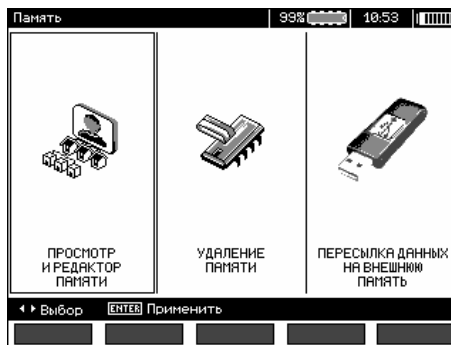 Память 99% 10:53
ПРОСМОТР
И РЕДАКТОР
ПАМЯТИ
УДАЛЕНИЕ
ПАМЯТИ
ПЕРЕСЫЛКА ДАННЫХ
НА ВНЕШНЮЮ
ПАМЯТЬ
Выбор ENTER Применить